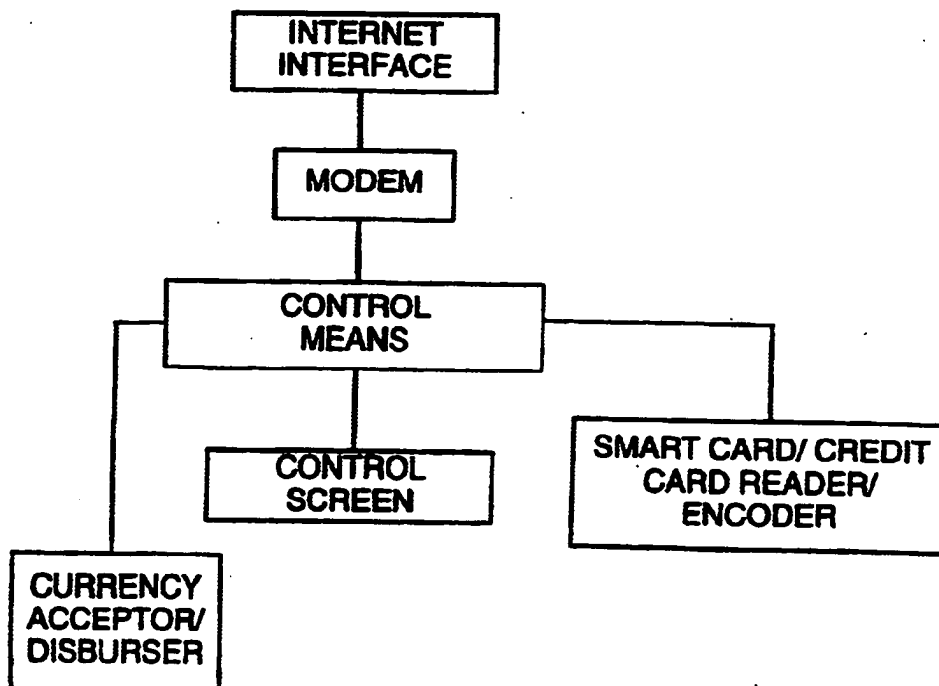 INTERNET
INTERFACE
MODEM
CONTROL
MEANS
CONTROL
SCREEN
SMART CARD/ CREDIT
CARD READER/
ENCODER
CURRENCY
ACCEPTOR/
DISBURSER